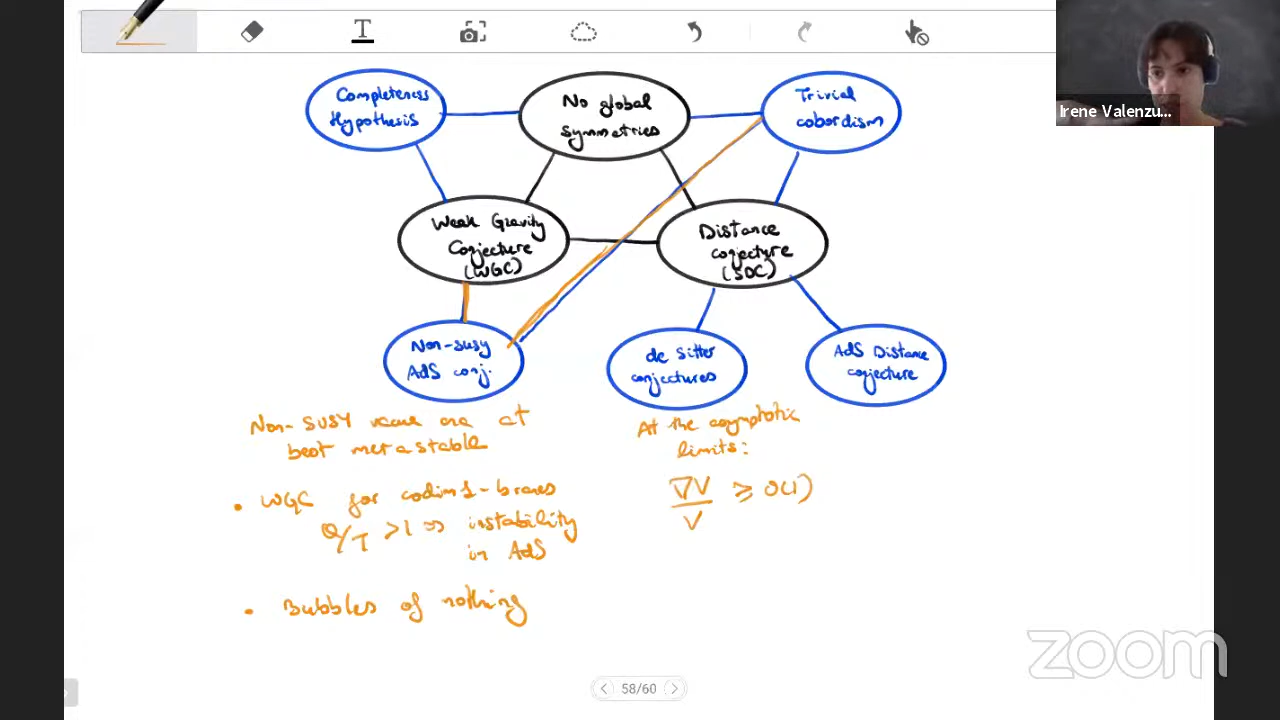 T
Irene Valenzu...
Completeness
Hypothesis
No global
symmetries
Trivial
cobordism
Weak Gravity
Conjecture
(WGC)
Distance
conjecture
(SDC)
Non-susy
AdS conj.
de Sitter
conjectures
AdS Distance
conjecture
Non-SUSY vacua are at
best metastable
• WGC for codim1-branes
Q/T > 1 ⇒ instability
in AdS
• Bubbles of nothing
At the asymptotic
limits:
∇V/V ≥ O(1)
58/60
zoom